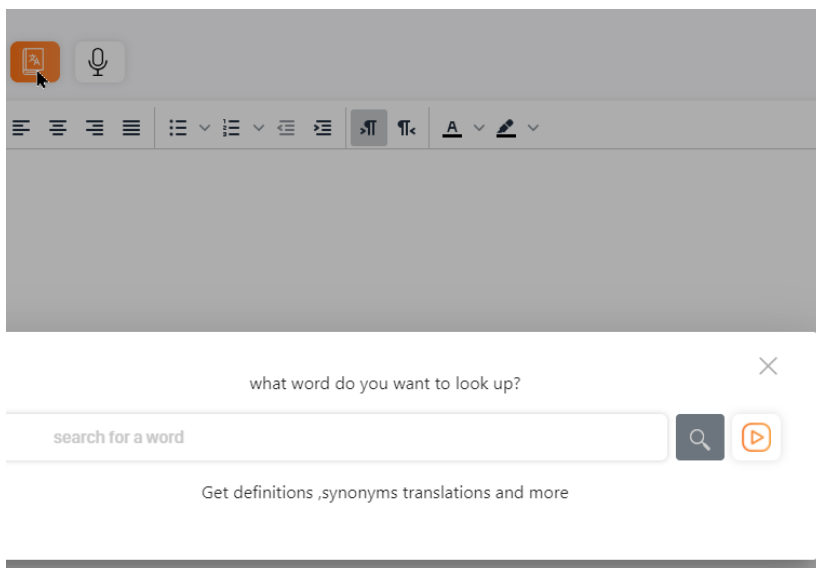 what word do you want to look up?
search for a word
Get definitions ,synonyms translations and more